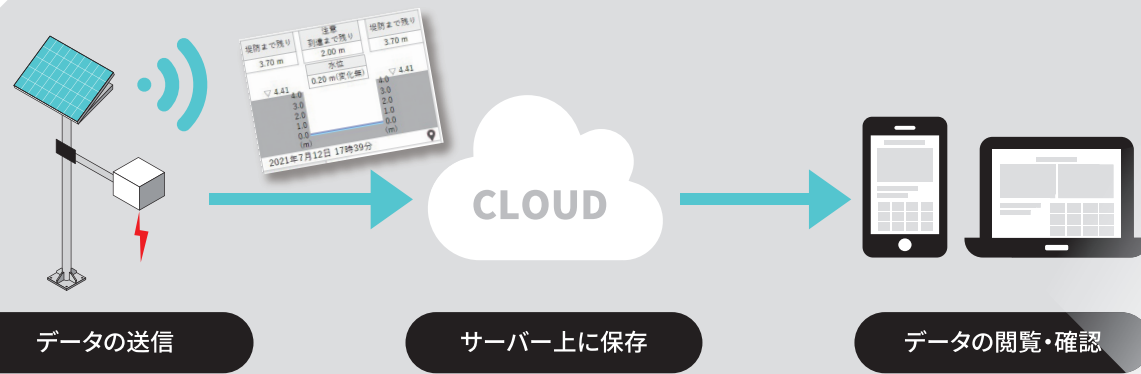 堤防まで残り
3.70 m
注意
到達まで残り
2.00 m
堤防まで残り
3.70 m
水位
0.20 m(変化無)
▽ 4.41
▽ 4.41
4.0
3.0
2.0
1.0
0.0
(m)
4.0
3.0
2.0
1.0
0.0
(m)
2021年7月12日 17時39分
CLOUD
データの送信
サーバー上に保存
データの閲覧・確認